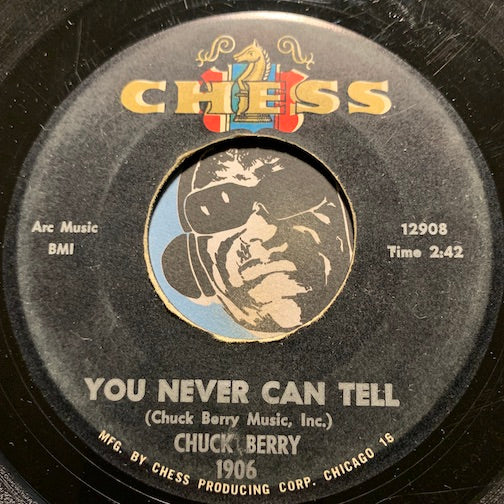 CHESS
Arc Music
BMI
12908
Time 2:42
YOU NEVER CAN TELL
(Chuck Berry Music, Inc.)
CHUCK BERRY
1906
MFG. BY CHESS PRODUCING CORP. CHICAGO 16